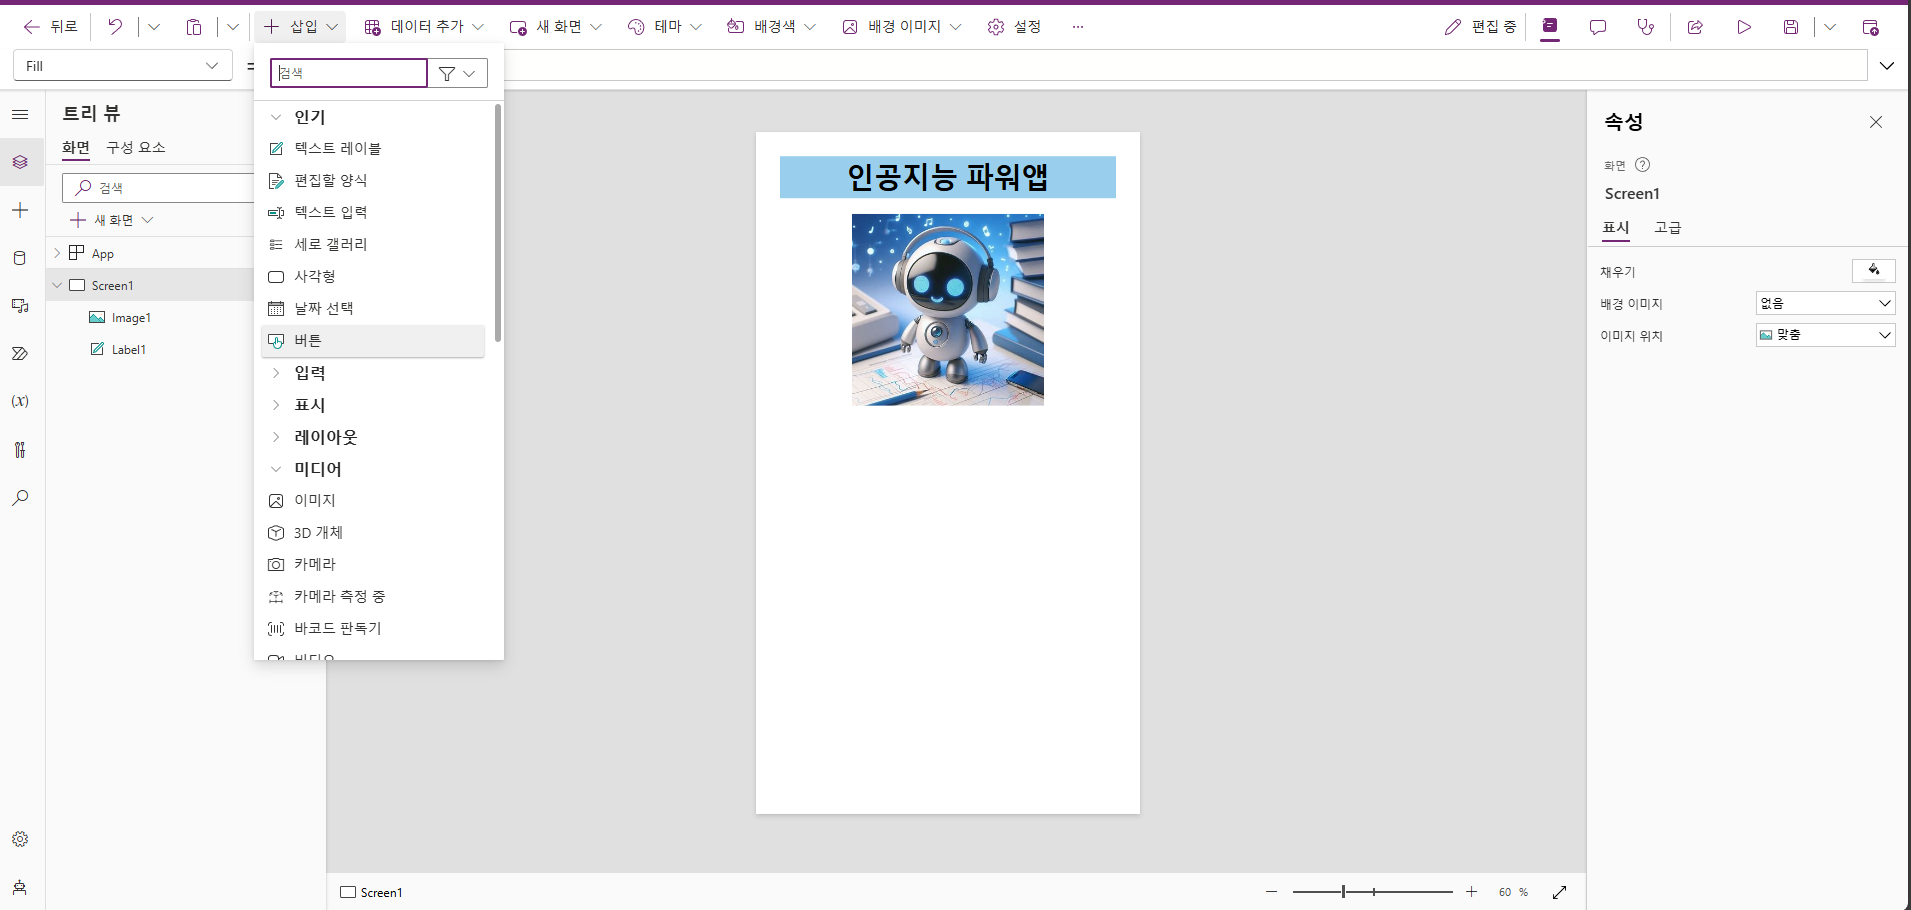 뒤로
삽입
데이터 추가
새 화면
테마
배경색
배경 이미지
설정
편집 중
Fill
=
검색
트리 뷰
화면
구성 요소
검색
새 화면
App
Screen1
Image1
Label1
인기
텍스트 레이블
편집할 양식
텍스트 입력
세로 갤러리
사각형
날짜 선택
버튼
입력
표시
레이아웃
미디어
이미지
3D 개체
카메라
카메라 측정 중
바코드 판독기
비디오
인공지능 파워앱
속성
화면
Screen1
표시
고급
채우기
배경 이미지
없음
이미지 위치
맞춤
Screen1
60 %